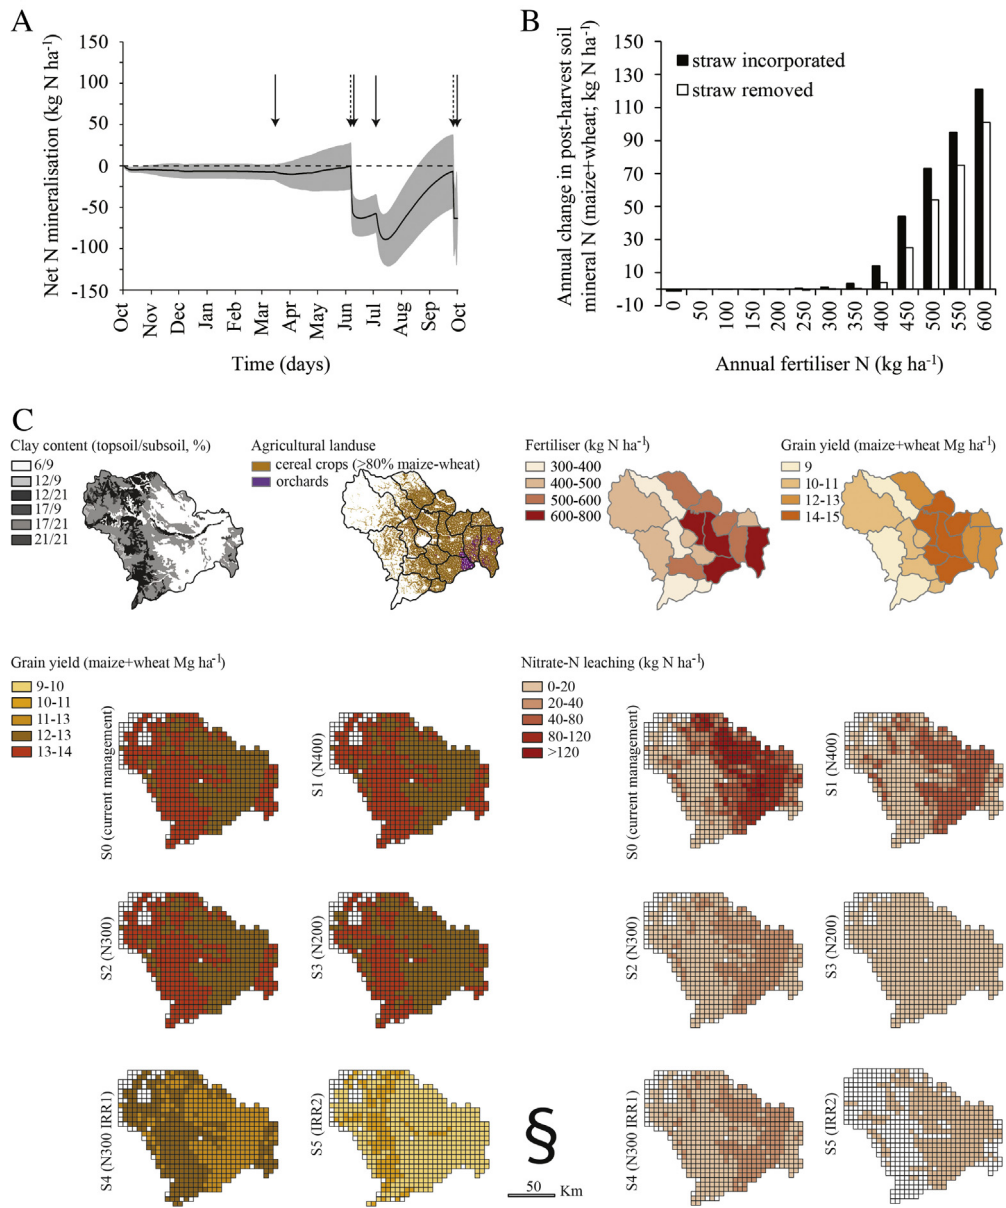 A
Net N mineralisation (kg N ha-1)
150
100
50
0
-50
-100
-150
Oct
Nov
Dec
Jan
Feb
Mar
Apr
May
Jun
Jul
Aug
Sep
Oct
Time (days)
B
Annual change in post-harvest soil
mineral N (maize+wheat; kg N ha-1)
150
130
110
90
70
50
30
10
-10
straw incorporated
straw removed
0
50
100
150
200
250
300
350
400
450
500
550
600
Annual fertiliser N (kg ha-1)
C
Clay content (topsoil/subsoil, %)
6/9
12/9
12/21
17/9
17/21
21/21
Agricultural landuse
cereal crops (>80% maize-wheat)
orchards
Fertiliser (kg N ha-1)
300-400
400-500
500-600
600-800
Grain yield (maize+wheat Mg ha-1)
9
10-11
12-13
14-15
Grain yield (maize+wheat Mg ha-1)
9-10
10-11
11-13
12-13
13-14
S0 (current management)
S1 (N400)
Nitrate-N leaching (kg N ha-1)
0-20
20-40
40-80
80-120
>120
S0 (current management)
S1 (N400)
S2 (N300)
S3 (N200)
S2 (N300)
S3 (N200)
S4 (N300 IRR1)
S5 (IRR2)
§
50 Km
S4 (N300 IRR1)
S5 (IRR2)